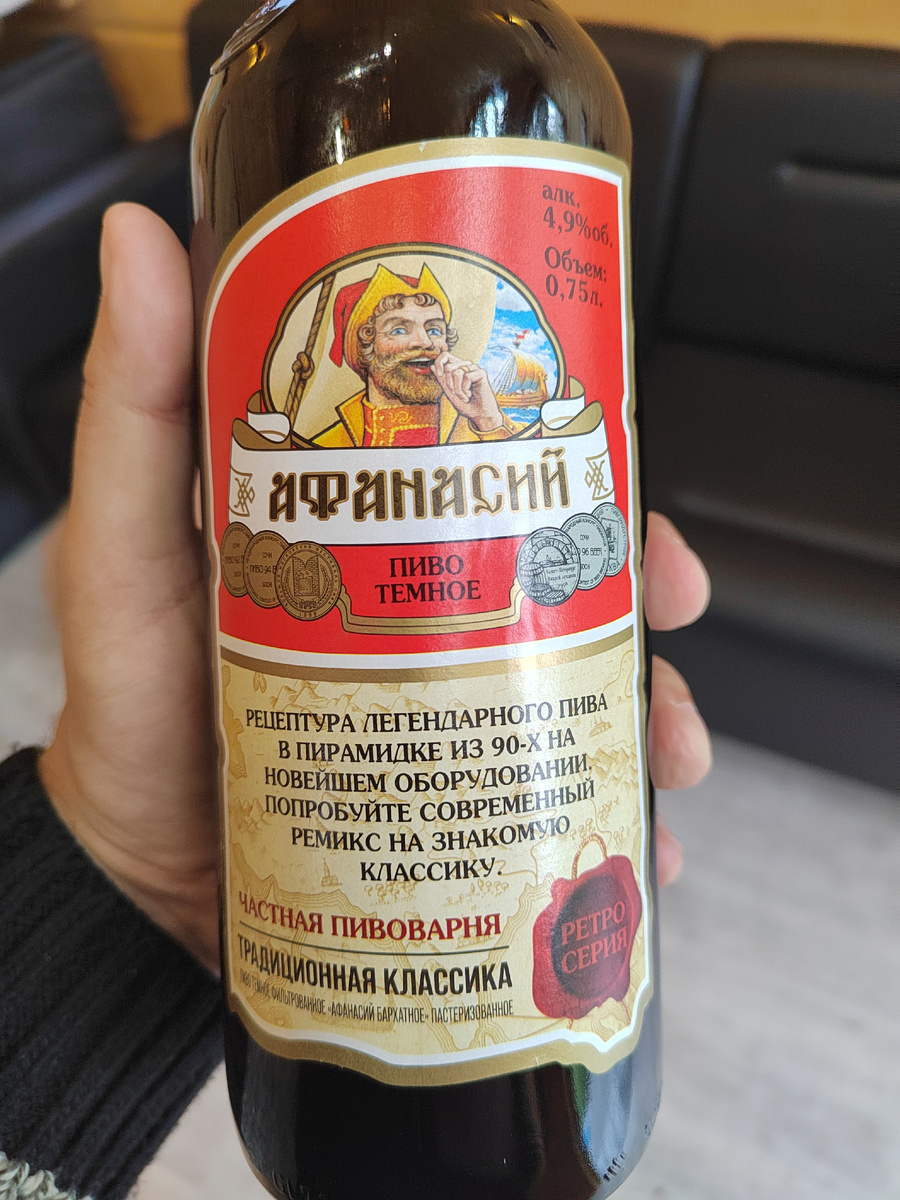 алк.
4,9%об.
Объем:
0,75л.
АФАНАСИЙ
ПИВО
ТЕМНОЕ
РЕЦЕПТУРА ЛЕГЕНДАРНОГО ПИВА
В ПИРАМИДКЕ ИЗ 90-Х НА
НОВЕЙШЕМ ОБОРУДОВАНИИ.
ПОПРОБУЙТЕ СОВРЕМЕННЫЙ
РЕМИКС НА ЗНАКОМУЮ
КЛАССИКУ.
ЧАСТНАЯ ПИВОВАРНЯ
ТРАДИЦИОННАЯ КЛАССИКА
ПИВО ТЕМНОЕ ФИЛЬТРОВАННОЕ «АФАНАСИЙ БАРХАТНОЕ» ПАСТЕРИЗОВАННОЕ
РЕТРО
СЕРИЯ